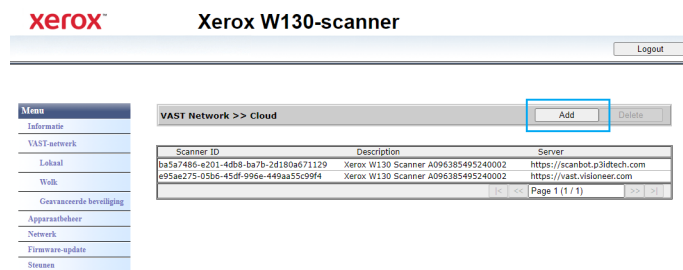 xerox™ Xerox W130-scanner
Logout
Menu
Informatie
VAST-netwerk
Lokaal
Wolk
Geavanceerde beveiliging
Apparaatbeheer
Netwerk
Firmware-update
Steunen
VAST Network >> Cloud Add Delete
Scanner ID Description Server
ba5a7486-e201-4db8-ba7b-2d180a671129 Xerox W130 Scanner A096385495240002 https://scanbot.p3idtech.com
e95ae275-05b6-45df-996e-449aa55c99f4 Xerox W130 Scanner A096385495240002 https://vast.visioneer.com
|< << Page 1 (1 / 1) >> >|